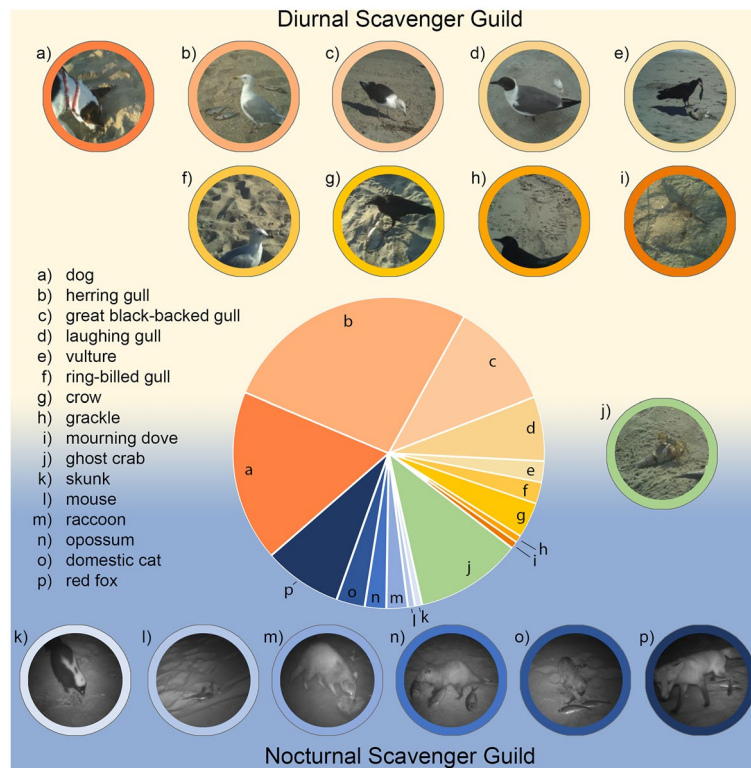 Diurnal Scavenger Guild
a)
b)
c)
d)
e)
f)
g)
h)
i)
a) dog
b) herring gull
c) great black-backed gull
d) laughing gull
e) vulture
f) ring-billed gull
g) crow
h) grackle
i) mourning dove
j) ghost crab
k) skunk
l) mouse
m) raccoon
n) opossum
o) domestic cat
p) red fox
b
c
d
e
f
g
h
i
j
k
l
m
n
o
p
a
j)
k)
l)
m)
n)
o)
p)
Nocturnal Scavenger Guild